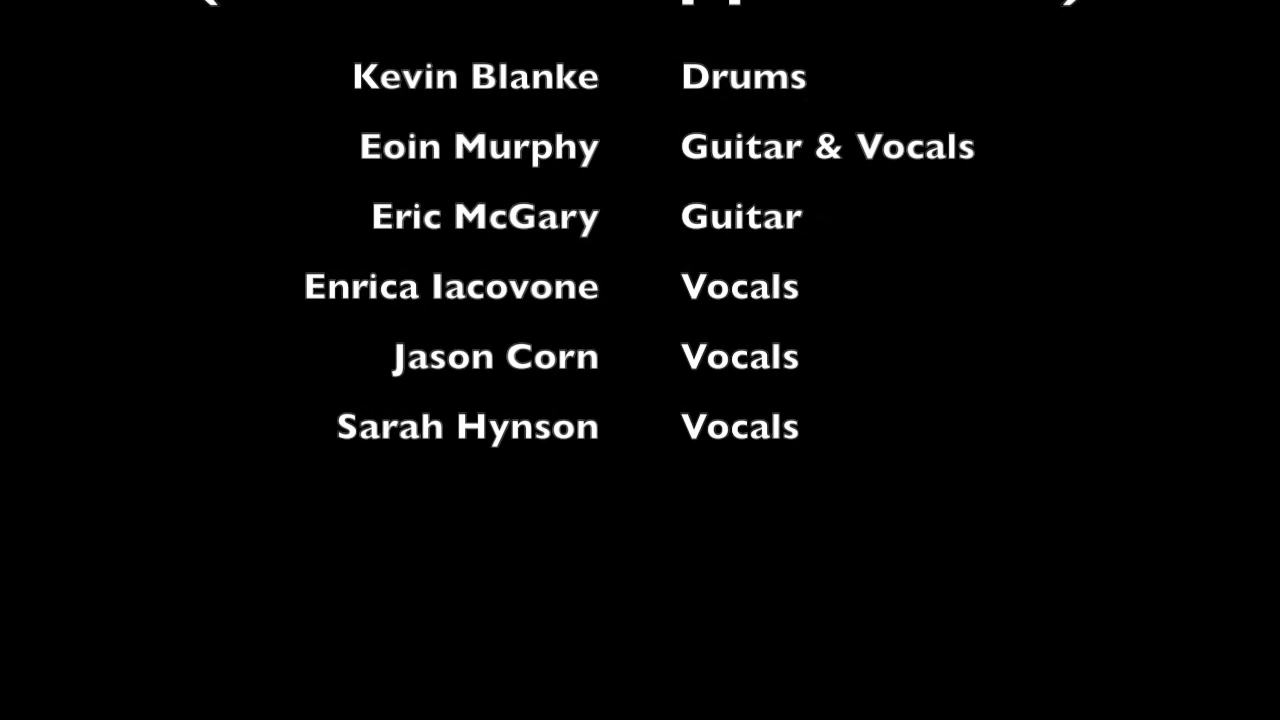 Kevin Blanke Drums
Eoin Murphy Guitar & Vocals
Eric McGary Guitar
Enrica Iacovone Vocals
Jason Corn Vocals
Sarah Hynson Vocals